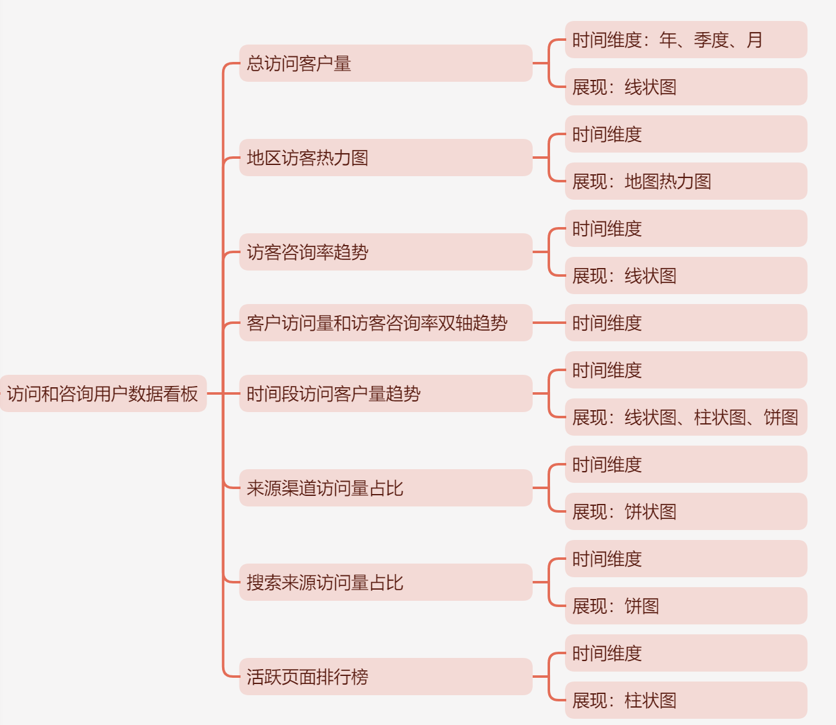 访问和咨询用户数据看板
总访问客户量
时间维度：年、季度、月
展现：线状图
地区访客热力图
时间维度
展现：地图热力图
访客咨询率趋势
时间维度
展现：线状图
客户访问量和访客咨询率双轴趋势
时间维度
时间段访问客户量趋势
时间维度
展现：线状图、柱状图、饼图
来源渠道访问量占比
时间维度
展现：饼状图
搜索来源访问量占比
时间维度
展现：饼图
活跃页面排行榜
时间维度
展现：柱状图